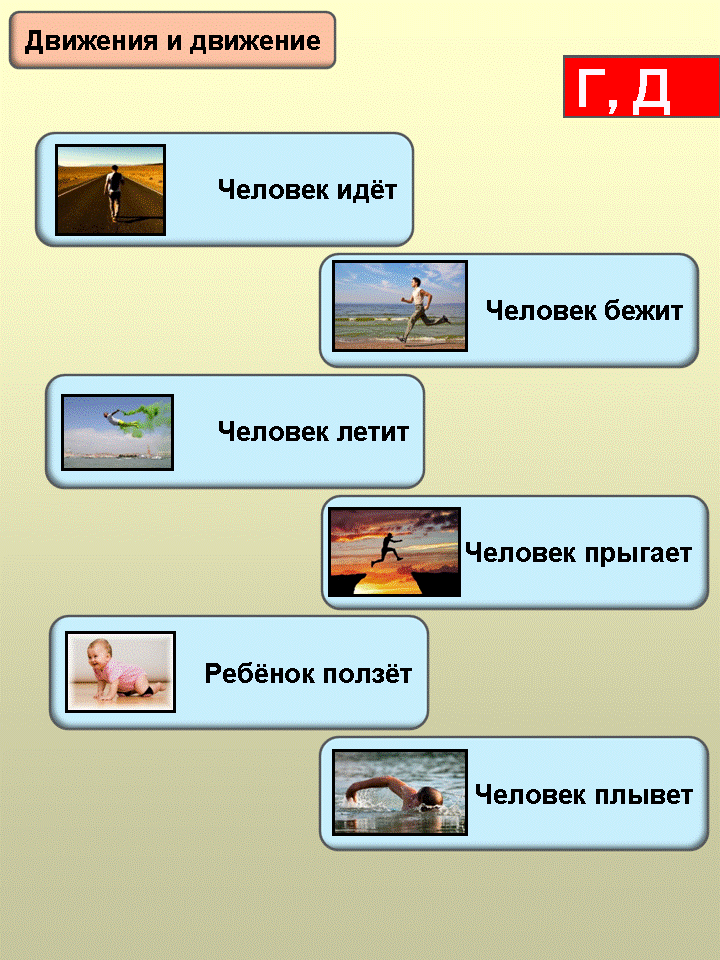 Движения и движение
Г, Д
Человек идёт
Человек бежит
Человек летит
Человек прыгает
Ребёнок ползёт
Человек плывет